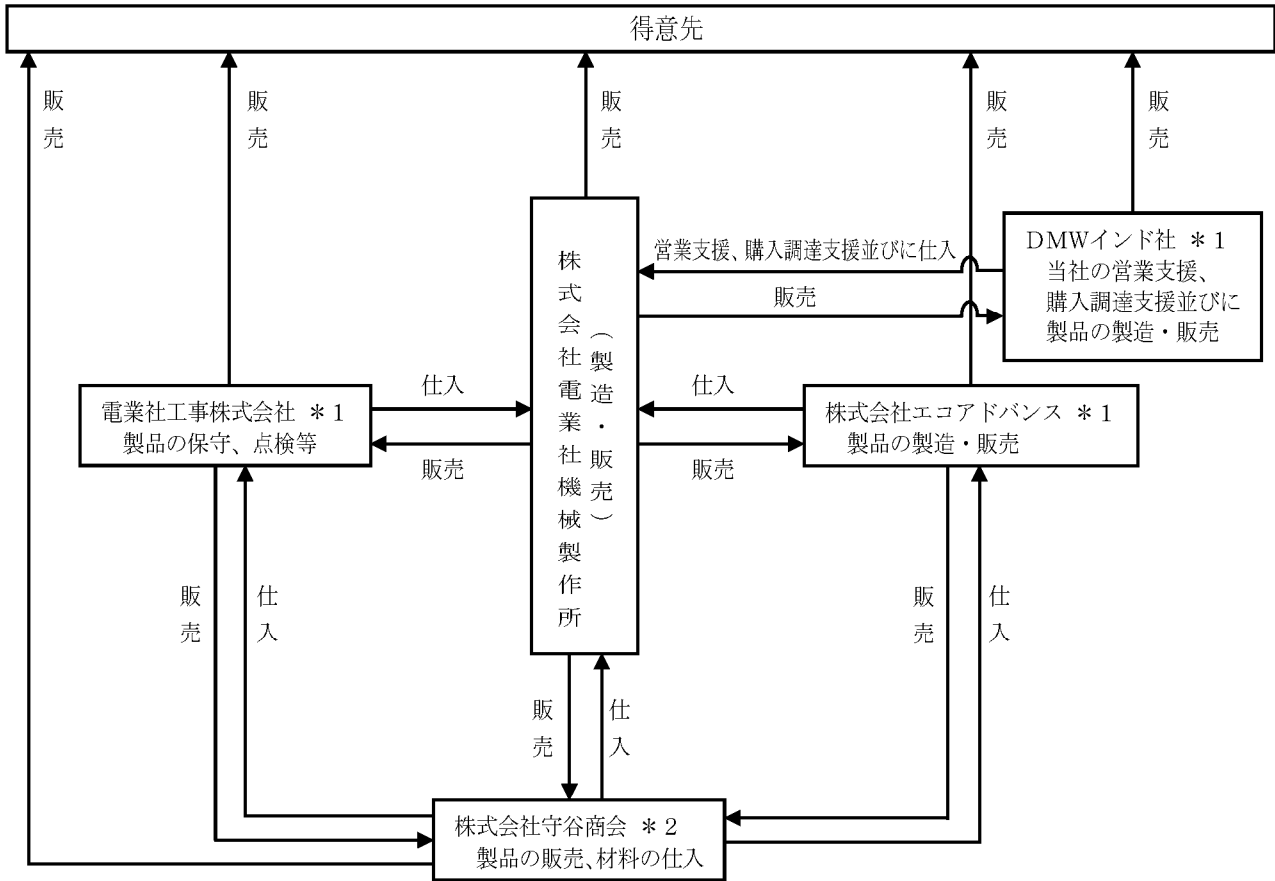 得意先
販売
販売
販売
販売
販売
株式会社電業社機械製作所
（製造・販売）
営業支援、購入調達支援並びに仕入
販売
DMWインド社 ＊1
当社の営業支援、
購入調達支援並びに
製品の製造・販売
電業社工事株式会社 ＊1
製品の保守、点検等
仕入
販売
仕入
販売
株式会社エコアドバンス ＊1
製品の製造・販売
販売
仕入
販売
仕入
販売
仕入
株式会社守谷商会 ＊2
製品の販売、材料の仕入